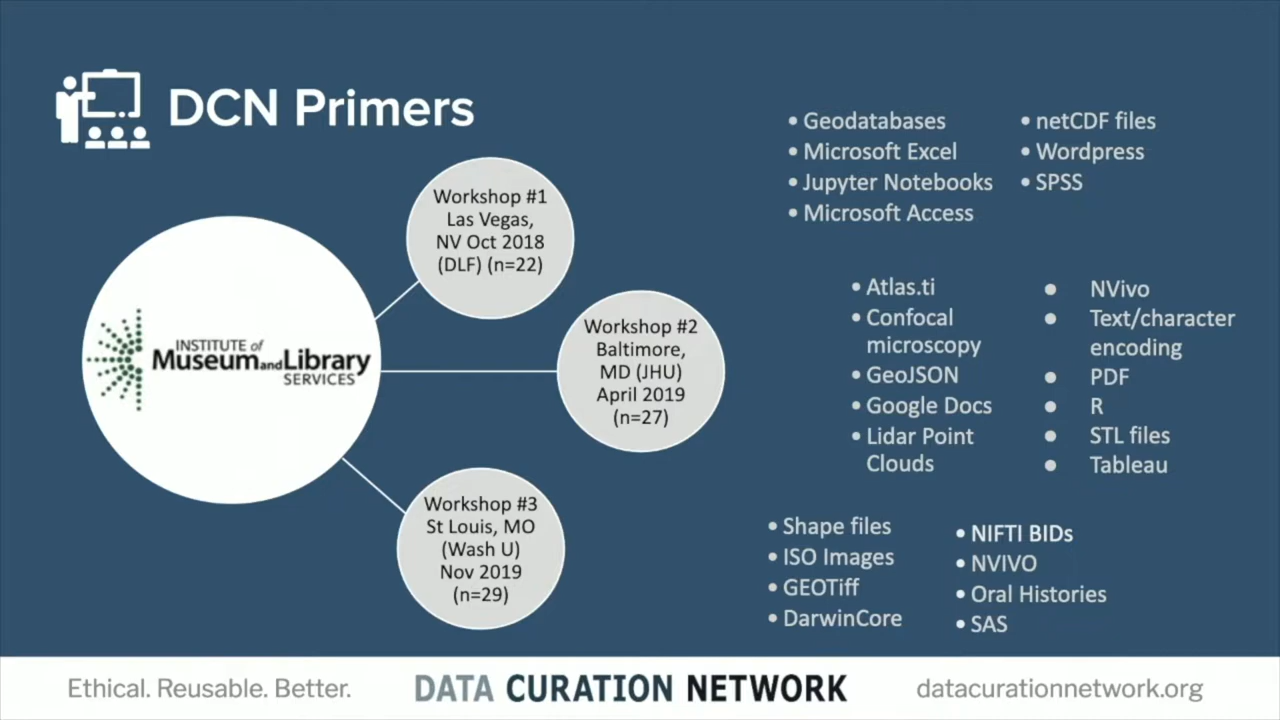 DCN Primers
Workshop #1
Las Vegas,
NV Oct 2018
(DLF) (n=22)
INSTITUTE of
Museum and Library
SERVICES
Workshop #2
Baltimore,
MD (JHU)
April 2019
(n=27)
Workshop #3
St Louis, MO
(Wash U)
Nov 2019
(n=29)
• Geodatabases
• Microsoft Excel
• Jupyter Notebooks
• Microsoft Access
• netCDF files
• Wordpress
• SPSS
• Atlas.ti
• Confocal
microscopy
• GeoJSON
• Google Docs
• Lidar Point
Clouds
● NVivo
● Text/character
encoding
● PDF
● R
● STL files
● Tableau
• Shape files
• ISO Images
• GEOTiff
• DarwinCore
• NIFTI BIDs
• NVIVO
• Oral Histories
• SAS
Ethical. Reusable. Better.
DATA CURATION NETWORK
datacurationnetwork.org